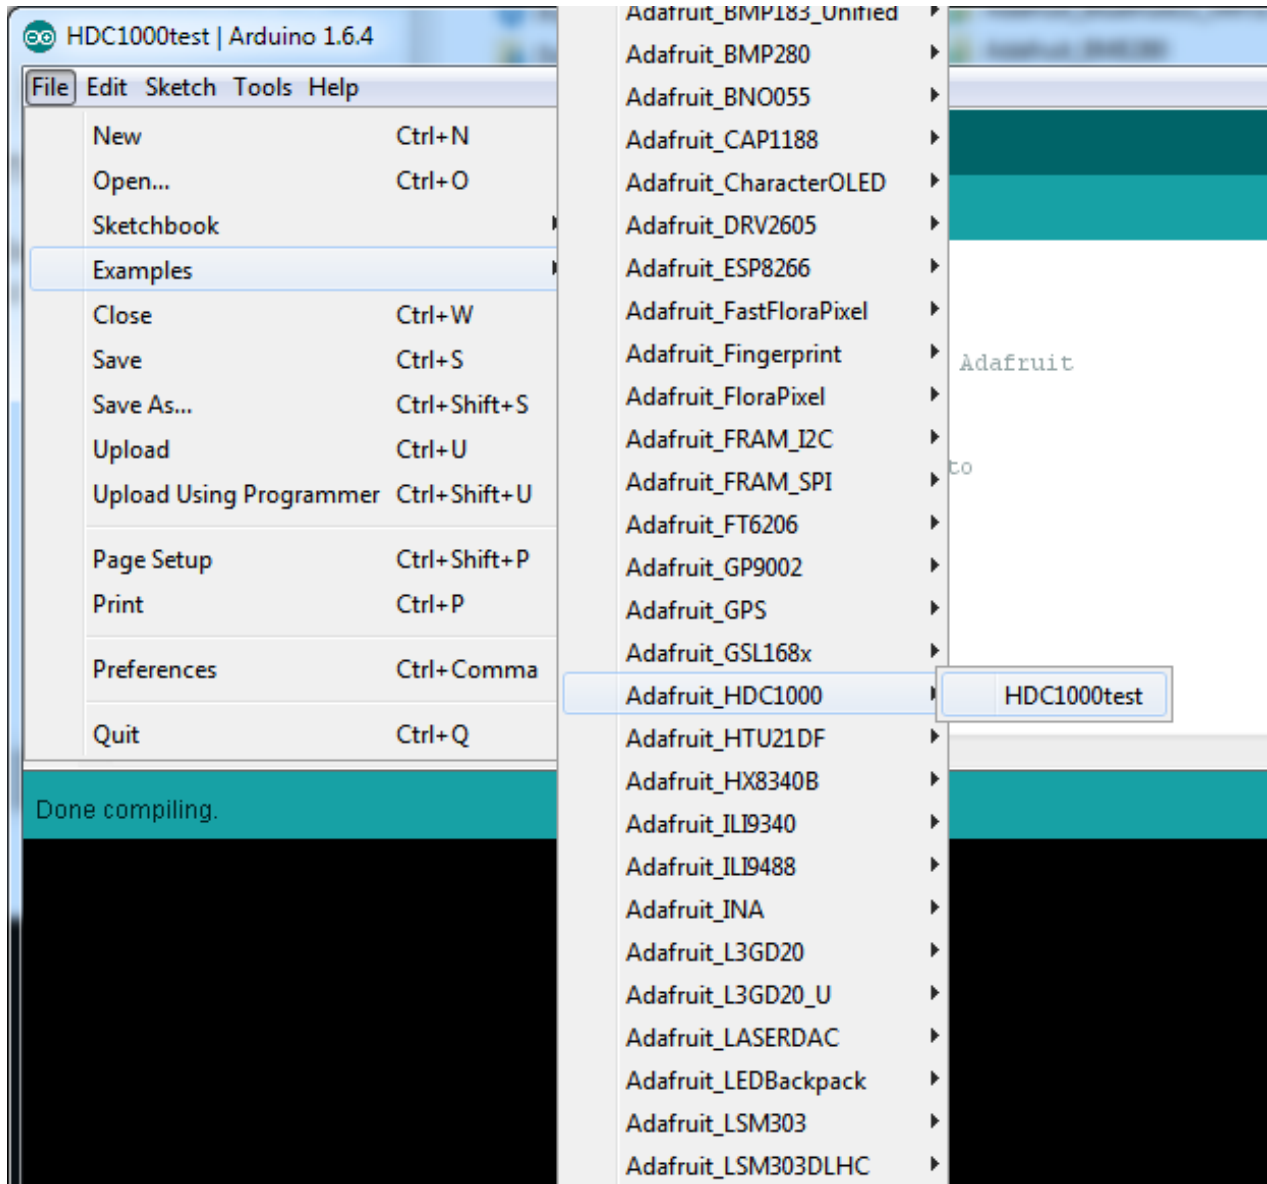 HDC1000test | Arduino 1.6.4
File Edit Sketch Tools Help
New Ctrl+N
Open... Ctrl+O
Sketchbook
Examples
Close Ctrl+W
Save Ctrl+S
Save As... Ctrl+Shift+S
Upload Ctrl+U
Upload Using Programmer Ctrl+Shift+U
Page Setup Ctrl+Shift+P
Print Ctrl+P
Preferences Ctrl+Comma
Quit Ctrl+Q
Done compiling.
Adafruit_BMP183_Unified
Adafruit_BMP280
Adafruit_BNO055
Adafruit_CAP1188
Adafruit_CharacterOLED
Adafruit_DRV2605
Adafruit_ESP8266
Adafruit_FastFloraPixel
Adafruit_Fingerprint
Adafruit_FloraPixel
Adafruit_FRAM_I2C
Adafruit_FRAM_SPI
Adafruit_FT6206
Adafruit_GP9002
Adafruit_GPS
Adafruit_GSL168x
Adafruit_HDC1000
Adafruit_HTU21DF
Adafruit_HX8340B
Adafruit_ILI9340
Adafruit_ILI9488
Adafruit_INA
Adafruit_L3GD20
Adafruit_L3GD20_U
Adafruit_LASERDAC
Adafruit_LEDBackpack
Adafruit_LSM303
Adafruit_LSM303DLHC
HDC1000test
Adafruit
to